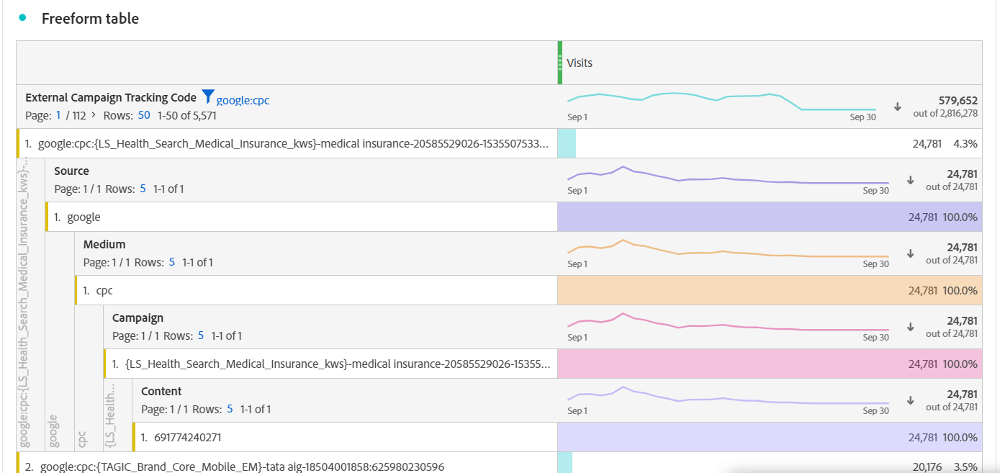 Freeform table
Visits
External Campaign Tracking Code google:cpc
Page: 1 / 112 > Rows: 50 1-50 of 5,571
Sep 1
Sep 30
579,652
out of 2,816,278
1. google:cpc:{LS_Health_Search_Medical_Insurance_kws}-medical insurance-20585529026-1535507533...
24,781 4.3%
google:cpc:{LS_Health_Search_Medical_Insurance_kws}-...
Source
Page: 1 / 1 Rows: 5 1-1 of 1
Sep 1
Sep 30
24,781
out of 24,781
1. google
24,781 100.0%
google
Medium
Page: 1 / 1 Rows: 5 1-1 of 1
Sep 1
Sep 30
24,781
out of 24,781
1. cpc
24,781 100.0%
cpc
Campaign
Page: 1 / 1 Rows: 5 1-1 of 1
Sep 1
Sep 30
24,781
out of 24,781
1. {LS_Health_Search_Medical_Insurance_kws}-medical insurance-20585529026-15355...
24,781 100.0%
{LS_Health...
Content
Page: 1 / 1 Rows: 5 1-1 of 1
Sep 1
Sep 30
24,781
out of 24,781
1. 691774240271
24,781 100.0%
2. google:cpc:{TAGIC_Brand_Core_Mobile_EM}-tata aig-18504001858:625980230596
20,176 3.5%